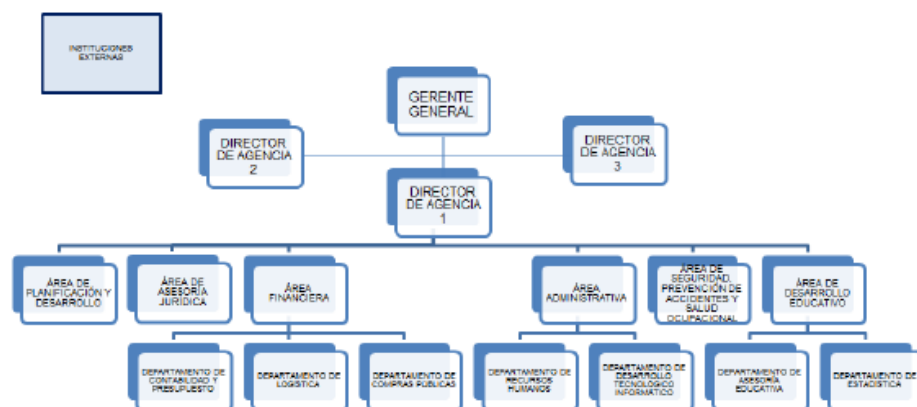 INSTITUCIONES
EXTERNAS
GERENTE
GENERAL
DIRECTOR
DE AGENCIA
2
DIRECTOR
DE AGENCIA
3
DIRECTOR
DE AGENCIA
1
ÁREA DE
PLANIFICACIÓN Y
DESARROLLO
ÁREA DE
ASESORÍA
JURÍDICA
ÁREA
FINANCIERA
ÁREA
ADMINISTRATIVA
ÁREA DE
SEGURIDAD,
PREVENCIÓN DE
ACCIDENTES Y
SALUD
OCUPACIONAL
ÁREA DE
DESARROLLO
EDUCATIVO
DEPARTAMENTO DE
CONTABILIDAD Y
PRESUPUESTO
DEPARTAMENTO DE
LOGÍSTICA
DEPARTAMENTO DE
COMPRAS PÚBLICAS
DEPARTAMENTO DE
RECURSOS
HUMANOS
DEPARTAMENTO DE
DESARROLLO
TECNOLÓGICO
INFORMÁTICO
DEPARTAMENTO DE
ASESORÍA
EDUCATIVA
DEPARTAMENTO DE
ESTADÍSTICA